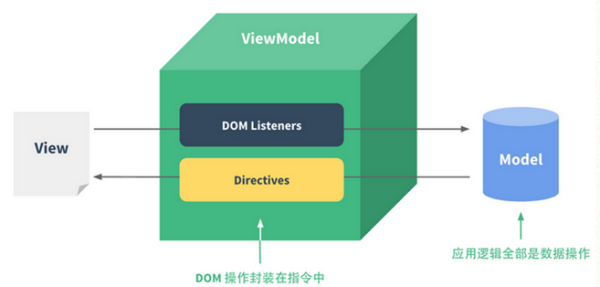 ViewModel
DOM Listeners
View
Model
Directives
应用逻辑全部是数据操作
DOM 操作封装在指令中